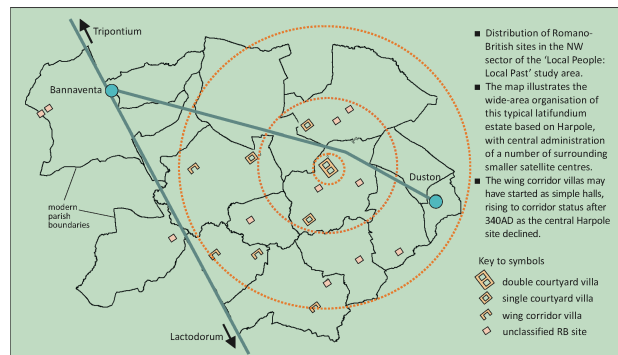 Tripontium
Bannaventa
modern
parish
boundaries
Duston
Lactodorum
■ Distribution of Romano-
British sites in the NW
sector of the ‘Local People:
Local Past’ study area.
■ The map illustrates the
wide-area organisation of
this typical latifundium
estate based on Harpole,
with central administration
of a number of surrounding
smaller satellite centres.
■ The wing corridor villas may
have started as simple halls,
rising to corridor status after
340AD as the central Harpole
site declined.
Key to symbols
double courtyard villa
single courtyard villa
wing corridor villa
unclassified RB site